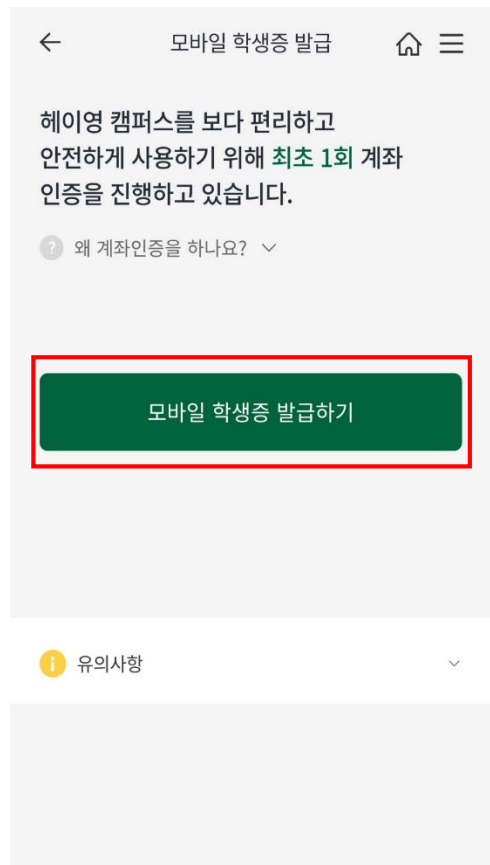 모바일 학생증 발급
헤이영 캠퍼스를 보다 편리하고
안전하게 사용하기 위해 최초 1회 계좌
인증을 진행하고 있습니다.
? 왜 계좌인증을 하나요?
모바일 학생증 발급하기
유의사항